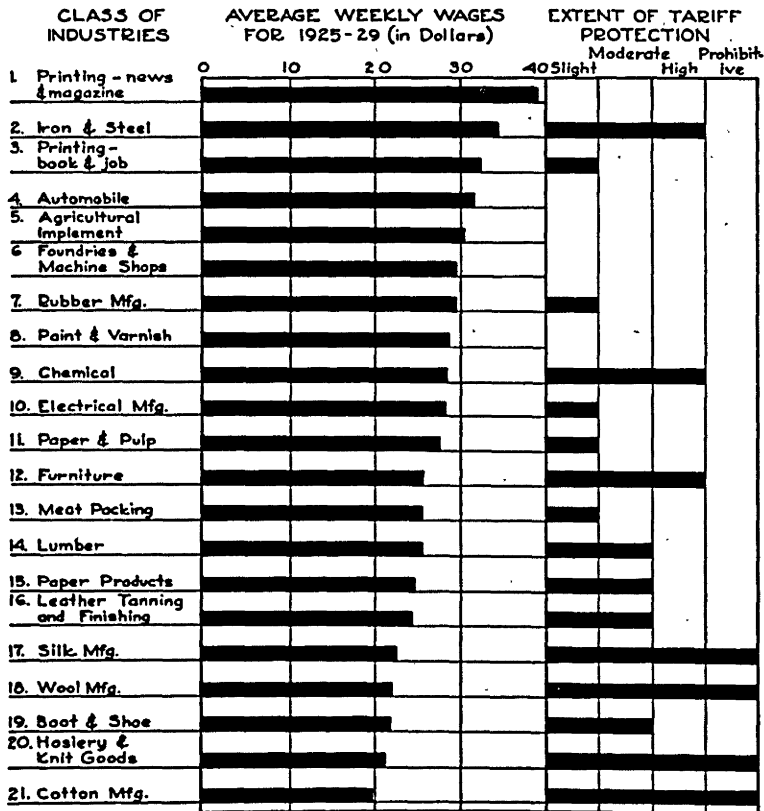 CLASS OF
INDUSTRIES
AVERAGE WEEKLY WAGES
FOR 1925-29 (in Dollars)
EXTENT OF TARIFF
PROTECTION
Moderate Prohibit-
0 10 20 30 40 Slight High ive
1. Printing - news
& magazine
2. Iron & Steel
3. Printing -
book & job
4. Automobile
5. Agricultural
Implement
6 Foundries &
Machine Shops
7. Rubber Mfg.
8. Paint & Varnish
9. Chemical
10. Electrical Mfg.
11. Paper & Pulp
12. Furniture
13. Meat Packing
14. Lumber
15. Paper Products
16. Leather Tanning
and Finishing
17. Silk Mfg.
18. Wool Mfg.
19. Boot & Shoe
20. Hosiery &
Knit Goods
21. Cotton Mfg.